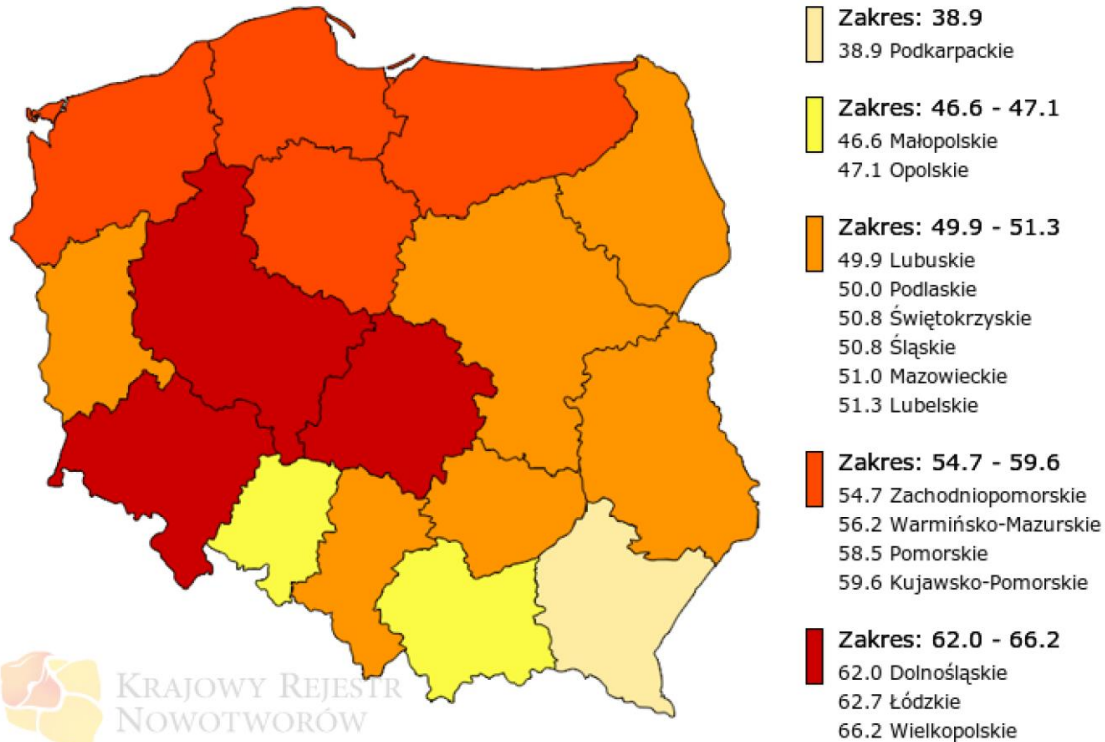 Zakres: 38.9
38.9 Podkarpackie
Zakres: 46.6 - 47.1
46.6 Małopolskie
47.1 Opolskie
Zakres: 49.9 - 51.3
49.9 Lubuskie
50.0 Podlaskie
50.8 Świętokrzyskie
50.8 Śląskie
51.0 Mazowieckie
51.3 Lubelskie
Zakres: 54.7 - 59.6
54.7 Zachodniopomorskie
56.2 Warmińsko-Mazurskie
58.5 Pomorskie
59.6 Kujawsko-Pomorskie
Zakres: 62.0 - 66.2
62.0 Dolnośląskie
62.7 Łódzkie
66.2 Wielkopolskie
KRAJOWY REJESTR
NOWOTWORÓW